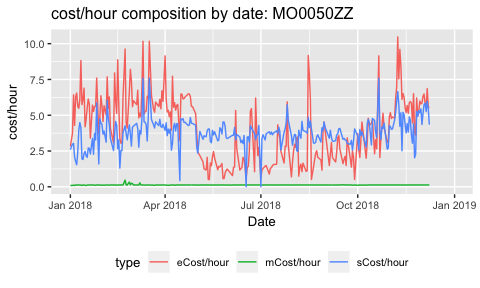 cost/hour composition by date: MO0050ZZ
10.0
7.5
5.0
2.5
0.0
cost/hour
Jan 2018 Apr 2018 Jul 2018 Oct 2018 Jan 2019
Date
type eCost/hour mCost/hour sCost/hour